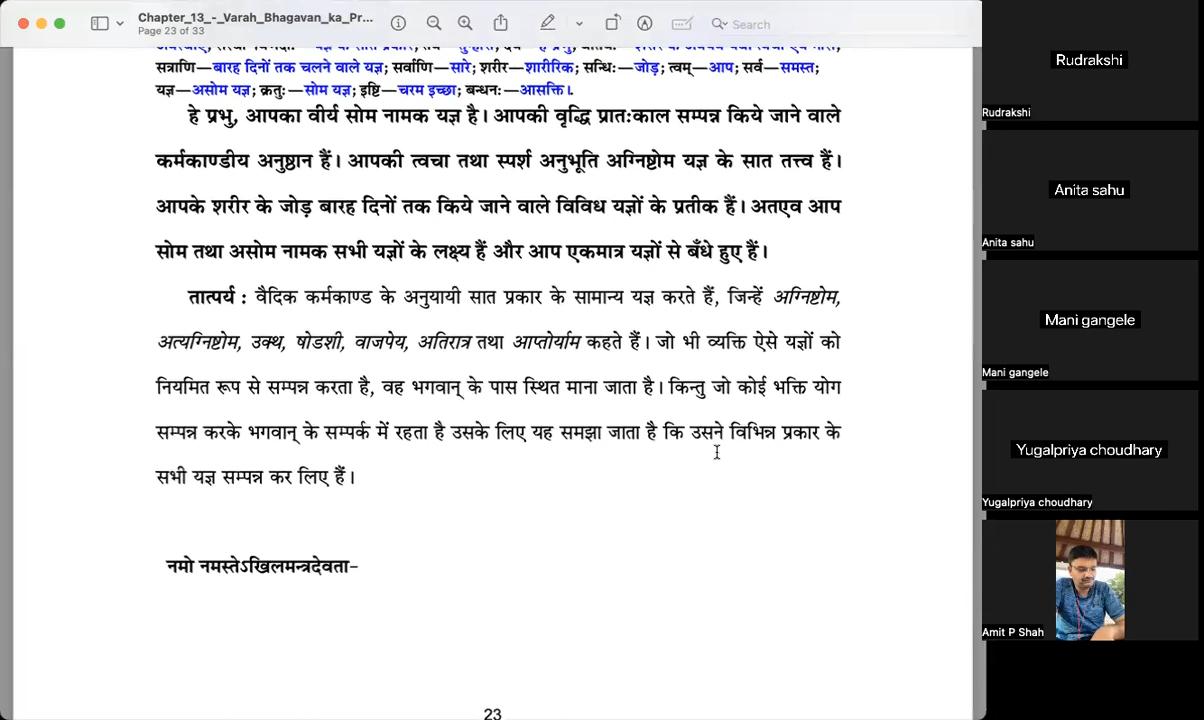 Chapter_13_-_Varah_Bhagavan_ka_Pr...
Page 23 of 33
Search
सत्राणि—बारह दिनों तक चलने वाले यज्ञ; सर्वाणि—सारे; शरीर—शारीरिक; सन्धिः—जोड़; त्वम्—आप; सर्व—समस्त;
यज्ञ—असोम यज्ञ; क्रतुः—सोम यज्ञ; इष्टि—चरम इच्छा; बन्धनः—आसक्ति।
हे प्रभु, आपका वीर्य सोम नामक यज्ञ है। आपकी वृद्धि प्रातःकाल सम्पन्न किये जाने वाले
कर्मकाण्डीय अनुष्ठान हैं। आपकी त्वचा तथा स्पर्श अनुभूति अग्निष्टोम यज्ञ के सात तत्त्व हैं।
आपके शरीर के जोड़ बारह दिनों तक किये जाने वाले विविध यज्ञों के प्रतीक हैं। अतएव आप
सोम तथा असोम नामक सभी यज्ञों के लक्ष्य हैं और आप एकमात्र यज्ञों से बँधे हुए हैं।
तात्पर्य : वैदिक कर्मकाण्ड के अनुयायी सात प्रकार के सामान्य यज्ञ करते हैं, जिन्हें अग्निष्टोम,
अत्यग्निष्टोम, उक्थ, षोडशी, वाजपेय, अतिरात्र तथा आप्तोर्याम कहते हैं। जो भी व्यक्ति ऐसे यज्ञों को
नियमित रूप से सम्पन्न करता है, वह भगवान् के पास स्थित माना जाता है। किन्तु जो कोई भक्ति योग
सम्पन्न करके भगवान् के सम्पर्क में रहता है उसके लिए यह समझा जाता है कि उसने विभिन्न प्रकार के
सभी यज्ञ सम्पन्न कर लिए हैं।
नमो नमस्तेऽखिलमन्त्रदेवता-
23
Rudrakshi
Rudrakshi
Anita sahu
Anita sahu
Mani gangele
Mani gangele
Yugalpriya choudhary
Yugalpriya choudhary
Amit P Shah